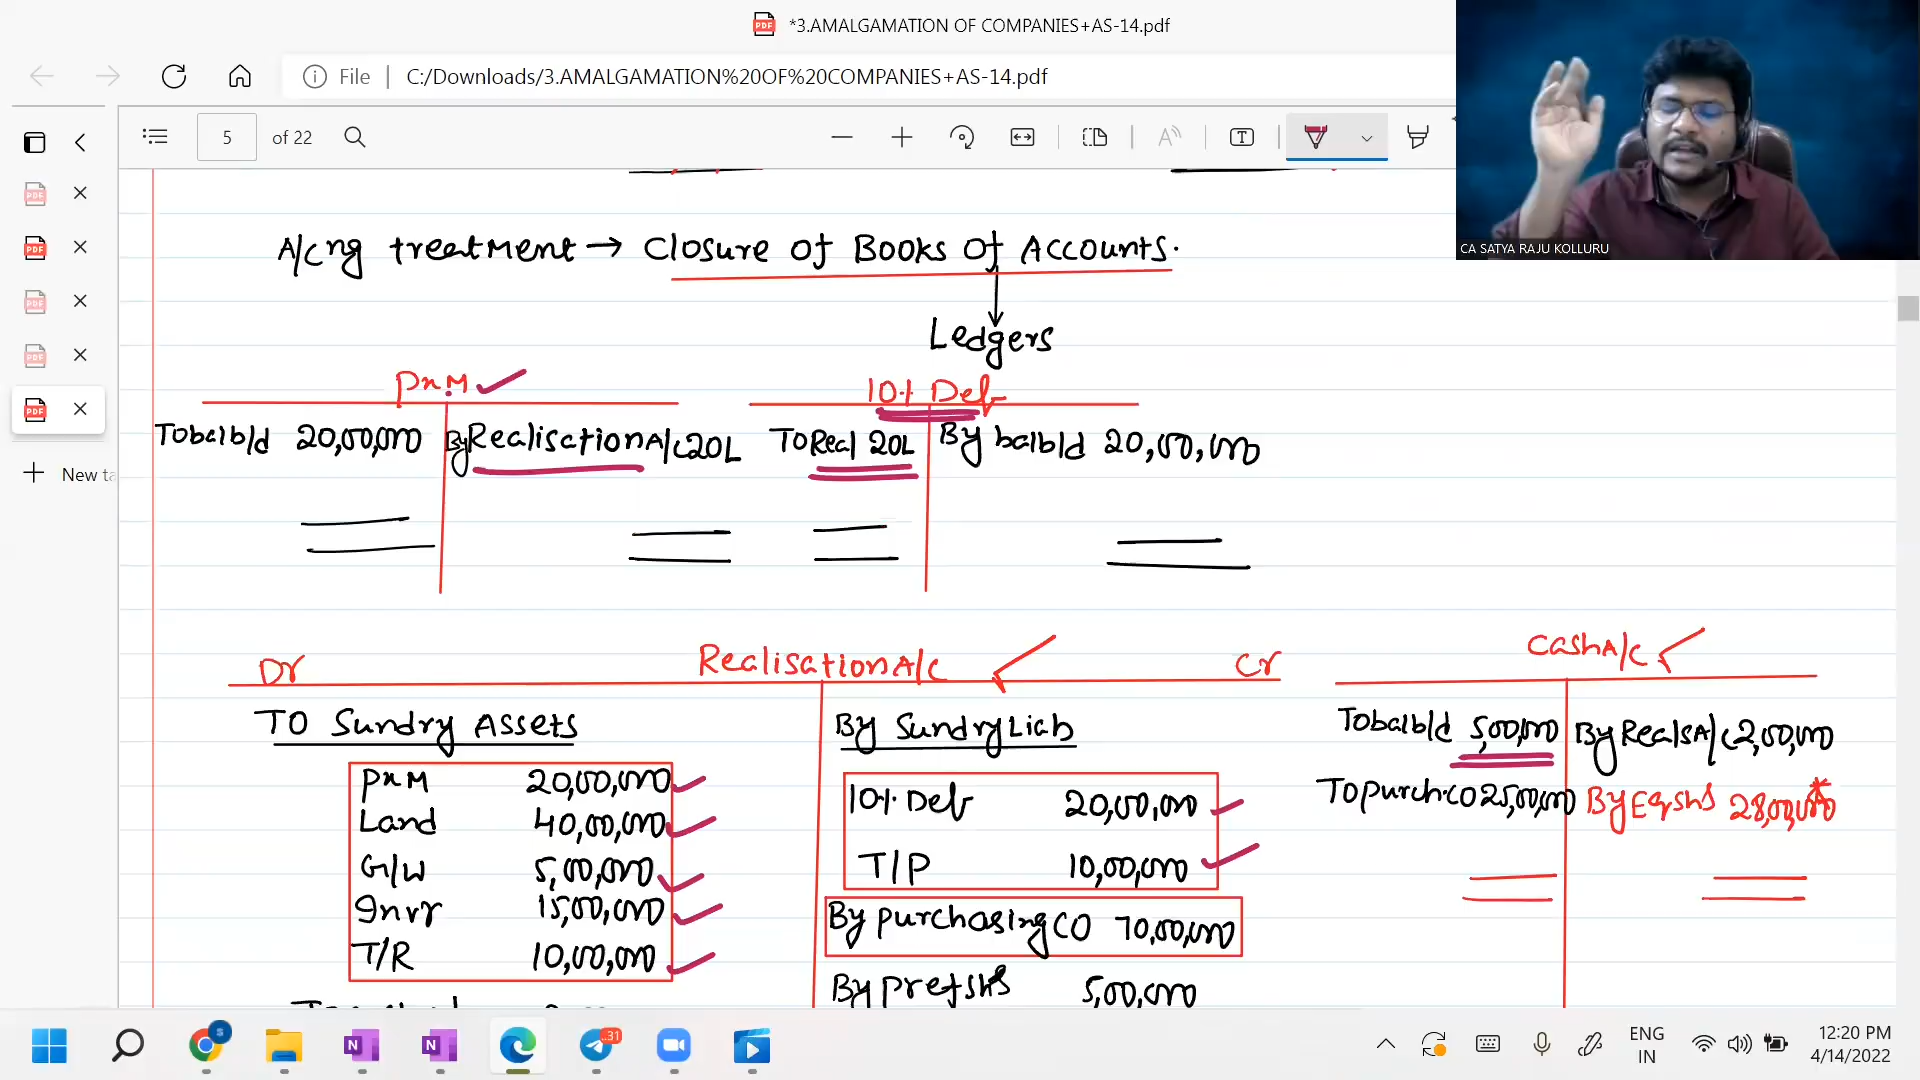 *3.AMALGAMATION OF COMPANIES+AS-14.pdf
File | C:/Downloads/3.AMALGAMATION%20OF%20COMPANIES+AS-14.pdf
5 of 22
CA SATYA RAJU KOLLURU
New ta
A/cng treatment → Closure of Books Of Accounts.
Ledgers
PnM
10% Deb
To bal b/d 20,00,000 By Realisation A/c 20L
To Real 20L By bal b/d 20,00,000
Dr Realisation A/c Cr
Cash A/c
To Sundry Assets
PnM 20,00,000
Land 40,00,000
G/W 5,00,000
Invr 15,00,000
T/R 10,00,000
By Sundry Liab
10% Deb 20,00,000
T/P 10,00,000
By purchasing CO 70,00,000
By pref shs 5,00,000
To bal b/d 5,00,000 By Reals A/c 2,00,000
To purch.co 25,00,000 By Eq shs 28,00,000*
31
ENG
IN
12:20 PM
4/14/2022